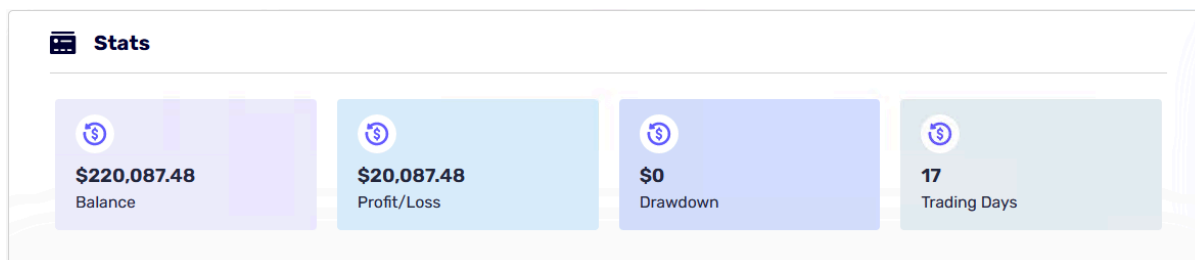 Stats
$220,087.48
Balance
$20,087.48
Profit/Loss
$0
Drawdown
17
Trading Days